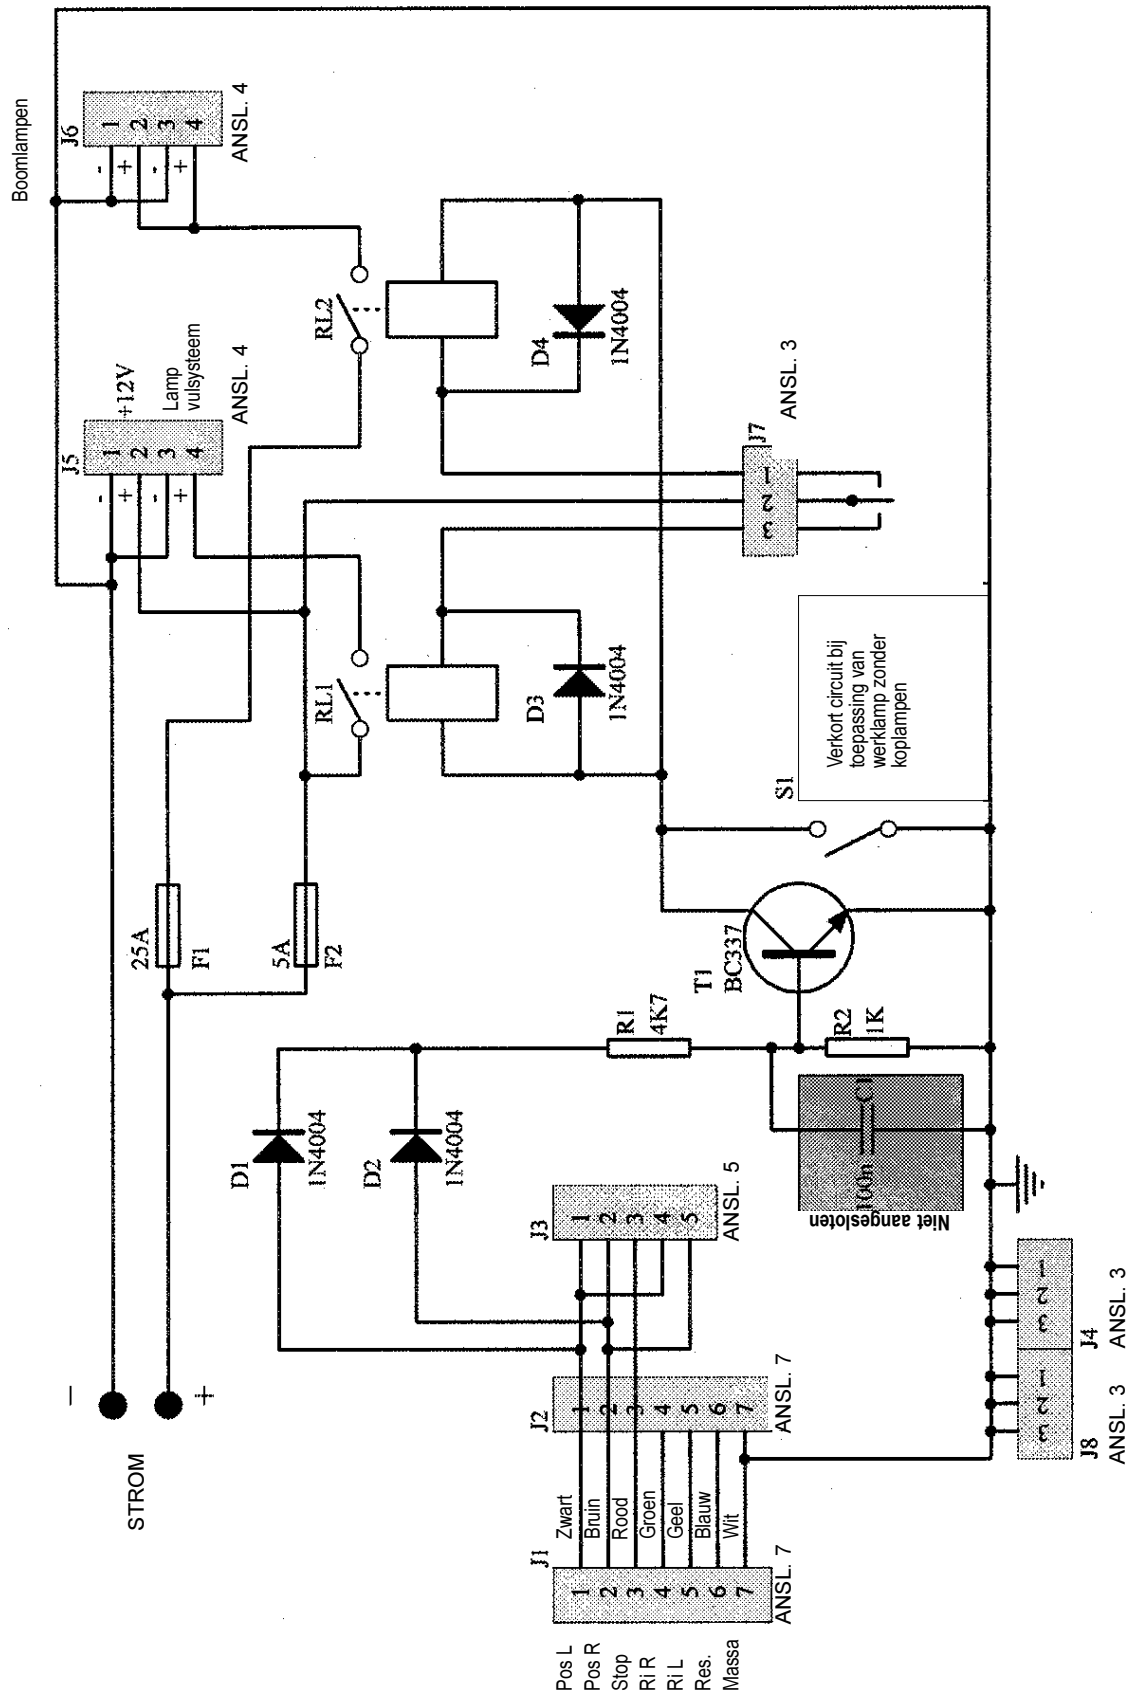 Boomlampen
J6
1
2
3
4
-
+
-
+
ANSL. 4
J5
1
2
3
4
-
+
-
+
+12V
Lamp
vulsysteem
ANSL. 4
RL2
D4
1N4004
RL1
D3
1N4004
J7
1
2
3
ANSL. 3
25A
F1
5A
F2
S1
Verkort circuit bij
toepassing van
werklamp zonder
koplampen
T1
BC337
R1
4K7
R2
1K
C1
100n
Niet aangesloten
D1
1N4004
D2
1N4004
J3
1
2
3
4
5
ANSL. 5
-
+
STROM
J2
1
2
3
4
5
6
7
ANSL. 7
Zwart
Bruin
Rood
Groen
Geel
Blauw
Wit
J1
1
2
3
4
5
6
7
ANSL. 7
Pos L
Pos R
Stop
Ri R
Ri L
Res.
Massa
1
2
3
J4
ANSL. 3
1
2
3
J8
ANSL. 3